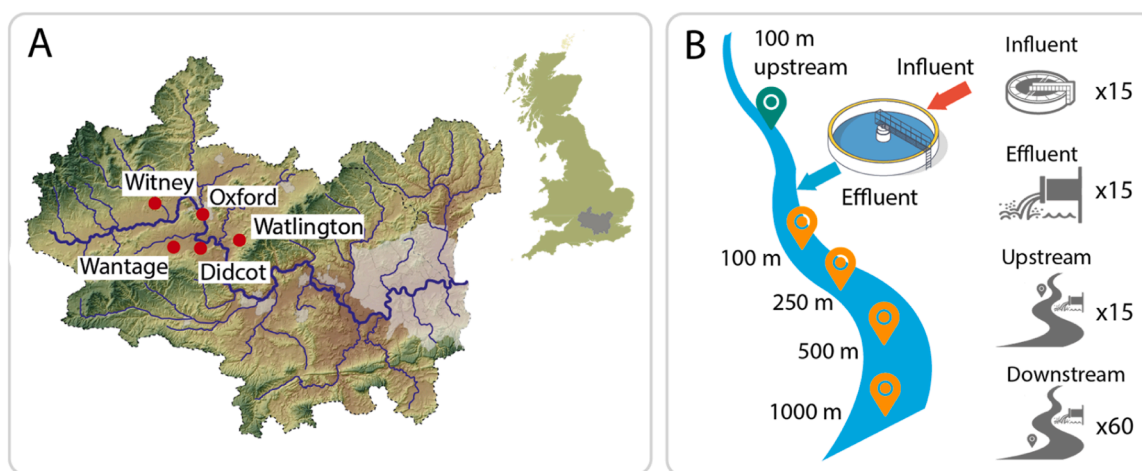 A
Witney
Oxford
Watlington
Wantage
Didcot
B
100 m
upstream
Influent
Effluent
100 m
250 m
500 m
1000 m
Influent
x15
Effluent
x15
Upstream
x15
Downstream
x60